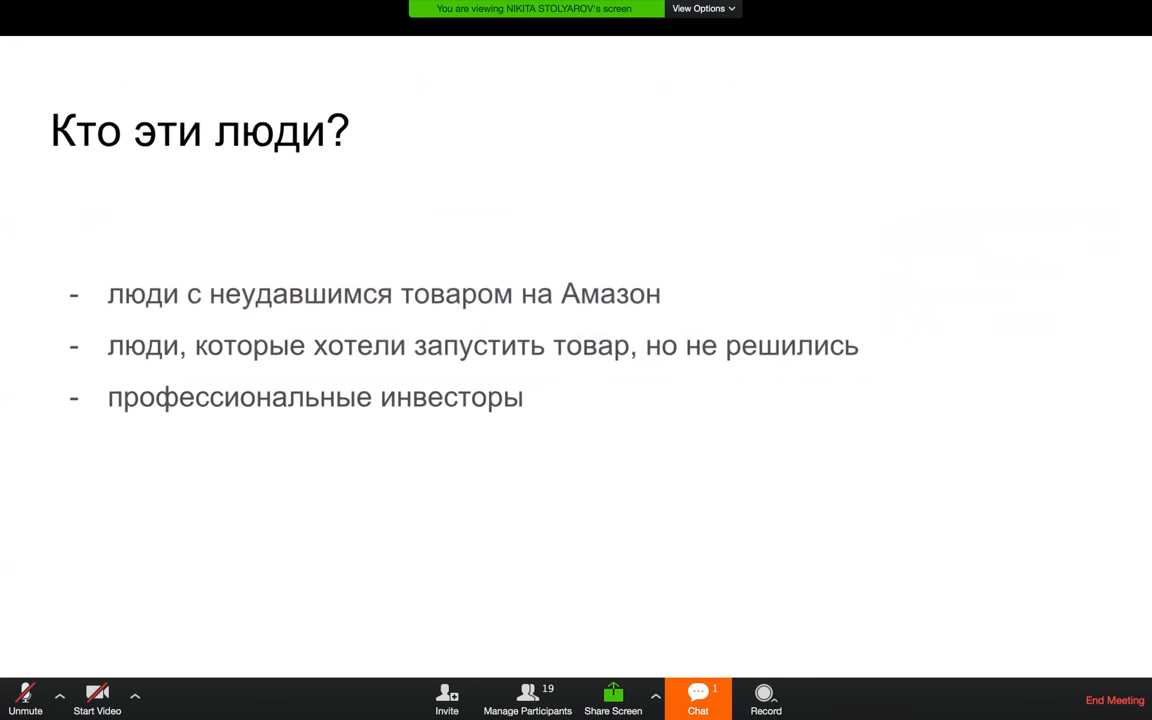 You are viewing NIKITA STOLYAROV's screen
View Options
Кто эти люди?
- люди с неудавшимся товаром на Амазон
- люди, которые хотели запустить товар, но не решились
- профессиональные инвесторы
Unmute
Start Video
Invite
19
Manage Participants
Share Screen
1
Chat
Record
End Meeting